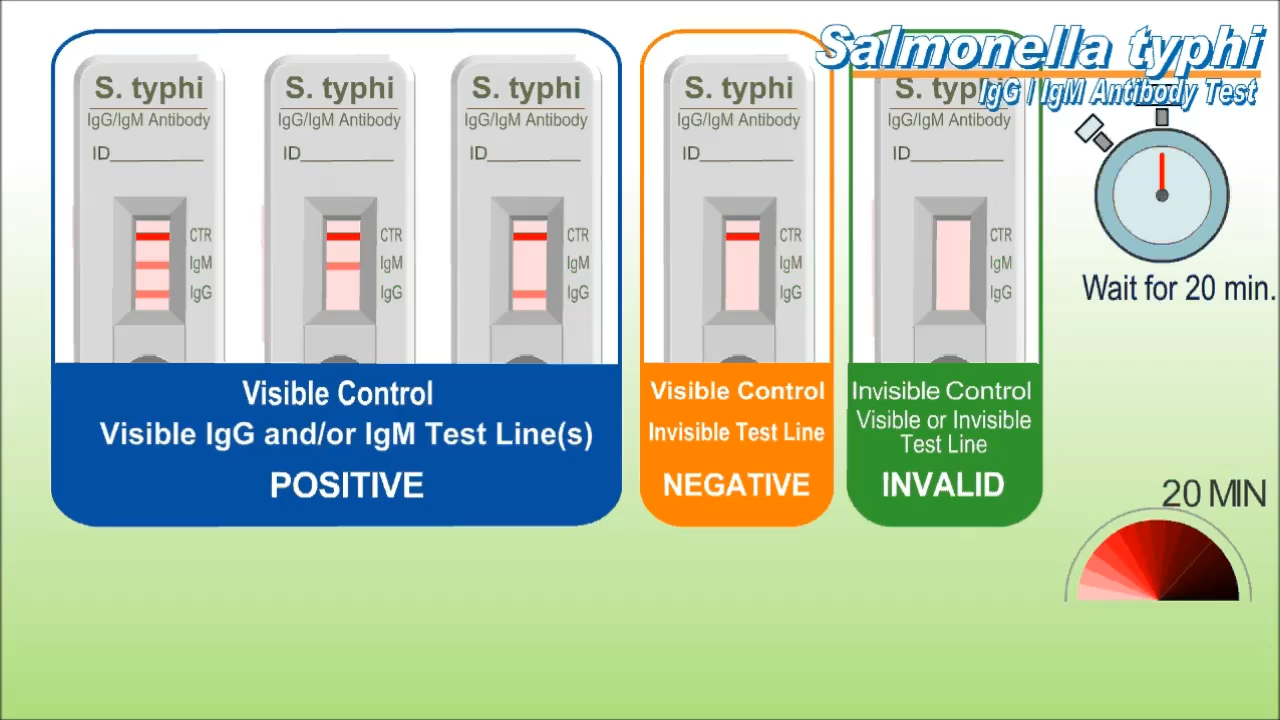 Salmonella typhi
IgG / IgM Antibody Test
S. typhi
IgG/IgM Antibody
ID
CTR
IgM
IgG
S. typhi
IgG/IgM Antibody
ID
CTR
IgM
IgG
S. typhi
IgG/IgM Antibody
ID
CTR
IgM
IgG
Visible Control
Visible IgG and/or IgM Test Line(s)
POSITIVE
S. typhi
IgG/IgM Antibody
ID
CTR
IgM
IgG
Visible Control
Invisible Test Line
NEGATIVE
S. typhi
IgG/IgM Antibody
ID
CTR
IgM
IgG
Invisible Control
Visible or Invisible
Test Line
INVALID
Wait for 20 min.
20 MIN